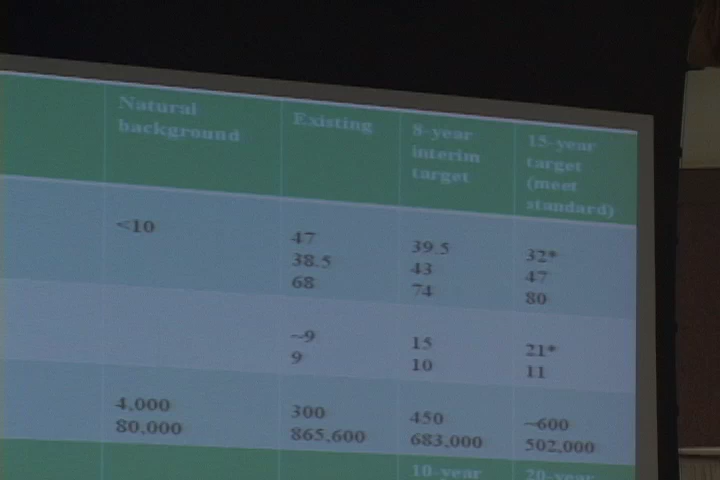 Natural background
Existing
8-year interim target
15-year target (meet standard)
<10
47 39.5 32*
38.5 43 47
68 74 80
~9 15 21*
9 10 11
4,000 300 450 ~600
80,000 865,600 683,000 502,000
10-year 20-year